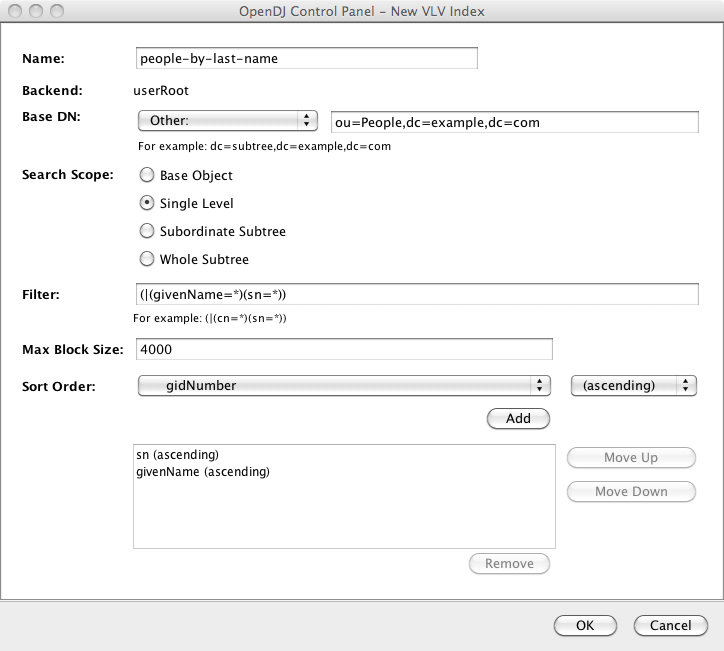 OpenDJ Control Panel - New VLV Index
Name: people-by-last-name
Backend: userRoot
Base DN: Other: ou=People,dc=example,dc=com
For example: dc=subtree,dc=example,dc=com
Search Scope: Base Object
Single Level
Subordinate Subtree
Whole Subtree
Filter: (|(givenName=*)(sn=*))
For example: (|(cn=*)(sn=*))
Max Block Size: 4000
Sort Order: gidNumber (ascending)
Add
sn (ascending)
givenName (ascending)
Move Up
Move Down
Remove
OK Cancel